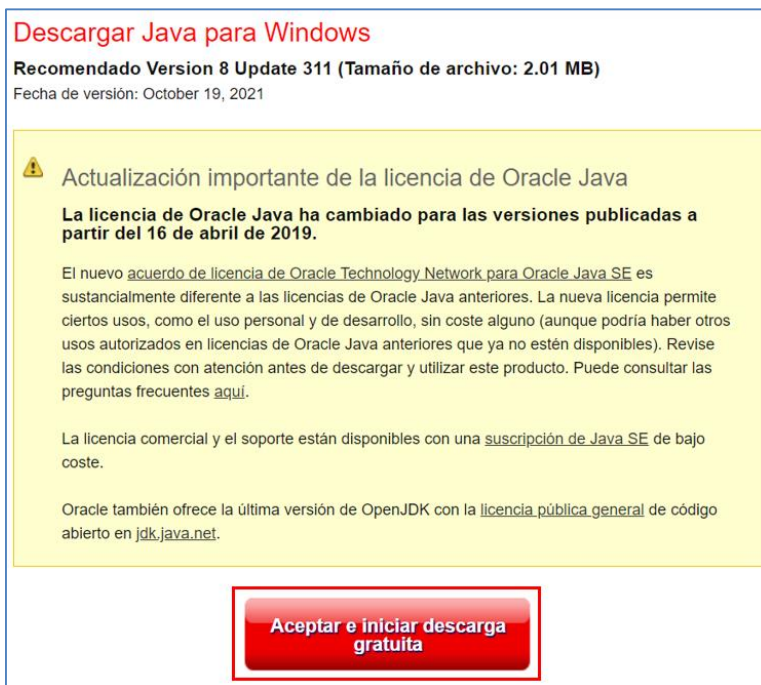 Descargar Java para Windows
Recomendado Version 8 Update 311 (Tamaño de archivo: 2.01 MB)
Fecha de versión: October 19, 2021
Actualización importante de la licencia de Oracle Java
La licencia de Oracle Java ha cambiado para las versiones publicadas a
partir del 16 de abril de 2019.
El nuevo acuerdo de licencia de Oracle Technology Network para Oracle Java SE es
sustancialmente diferente a las licencias de Oracle Java anteriores. La nueva licencia permite
ciertos usos, como el uso personal y de desarrollo, sin coste alguno (aunque podría haber otros
usos autorizados en licencias de Oracle Java anteriores que ya no estén disponibles). Revise
las condiciones con atención antes de descargar y utilizar este producto. Puede consultar las
preguntas frecuentes aquí.
La licencia comercial y el soporte están disponibles con una suscripción de Java SE de bajo
coste.
Oracle también ofrece la última versión de OpenJDK con la licencia pública general de código
abierto en jdk.java.net.
Aceptar e iniciar descarga
gratuita